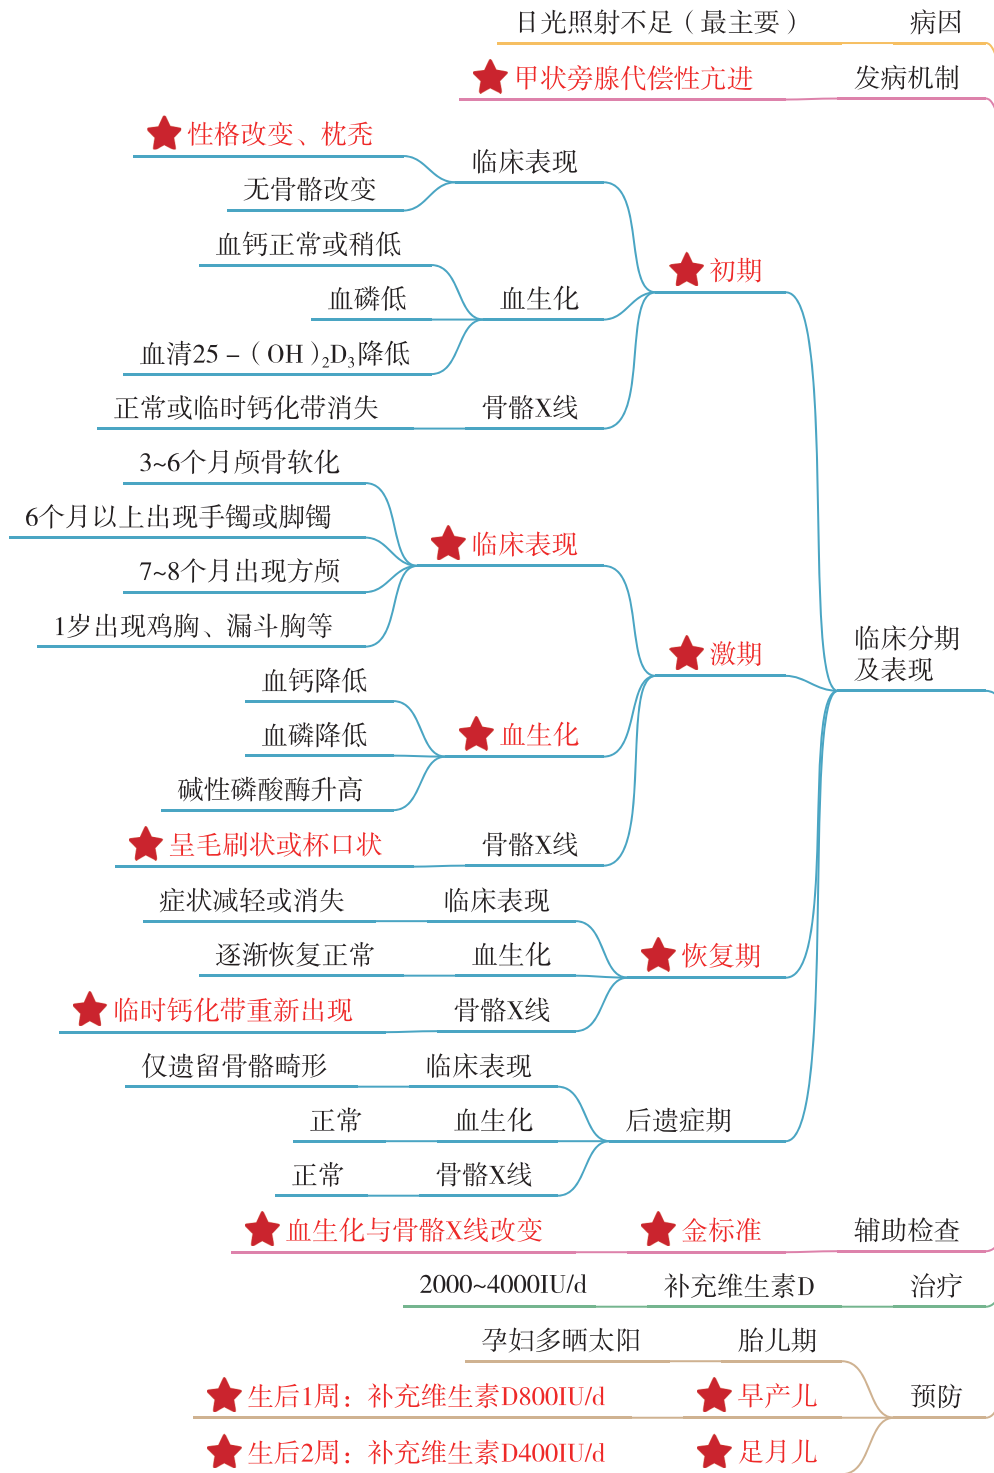 日光照射不足（最主要） 病因
甲状旁腺代偿性亢进 发病机制
性格改变、枕秃
临床表现
无骨骼改变
血钙正常或稍低
初期
血磷低 血生化
血清25－（OH）₂D₃降低
正常或临时钙化带消失 骨骼X线
3~6个月颅骨软化
6个月以上出现手镯或脚镯
临床表现
7~8个月出现方颅
1岁出现鸡胸、漏斗胸等
临床分期
及表现
激期
血钙降低
血磷降低 血生化
碱性磷酸酶升高
呈毛刷状或杯口状 骨骼X线
症状减轻或消失 临床表现
逐渐恢复正常 血生化 恢复期
临时钙化带重新出现 骨骼X线
仅遗留骨骼畸形 临床表现
正常 血生化 后遗症期
正常 骨骼X线
血生化与骨骼X线改变 金标准 辅助检查
2000~4000IU/d 补充维生素D 治疗
孕妇多晒太阳 胎儿期
生后1周：补充维生素D800IU/d 早产儿 预防
生后2周：补充维生素D400IU/d 足月儿